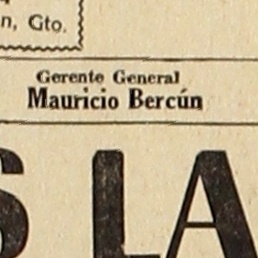 n, Gto.
Gerente General
Mauricio Bercún
S LA